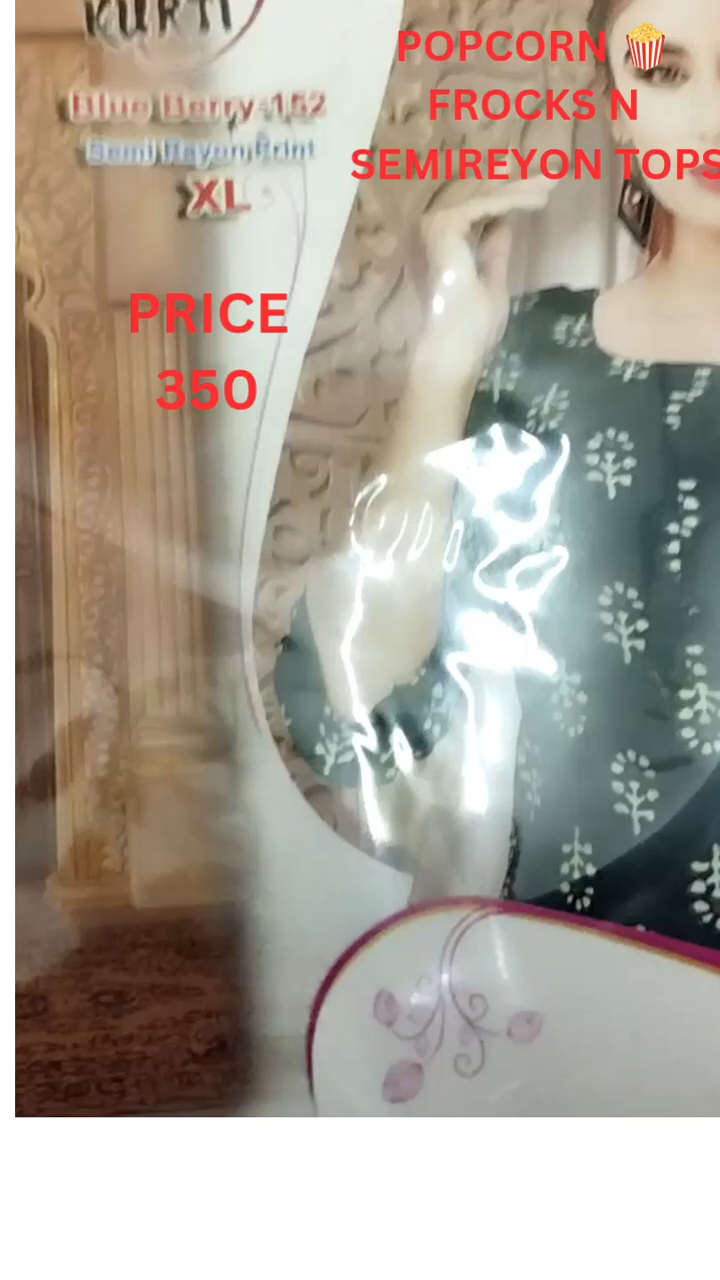 KURTI
POPCORN 🍿
FROCKS N
SEMIREYON TOPS
Blue Berry-152
Semi Rayon Print
XL
PRICE
350